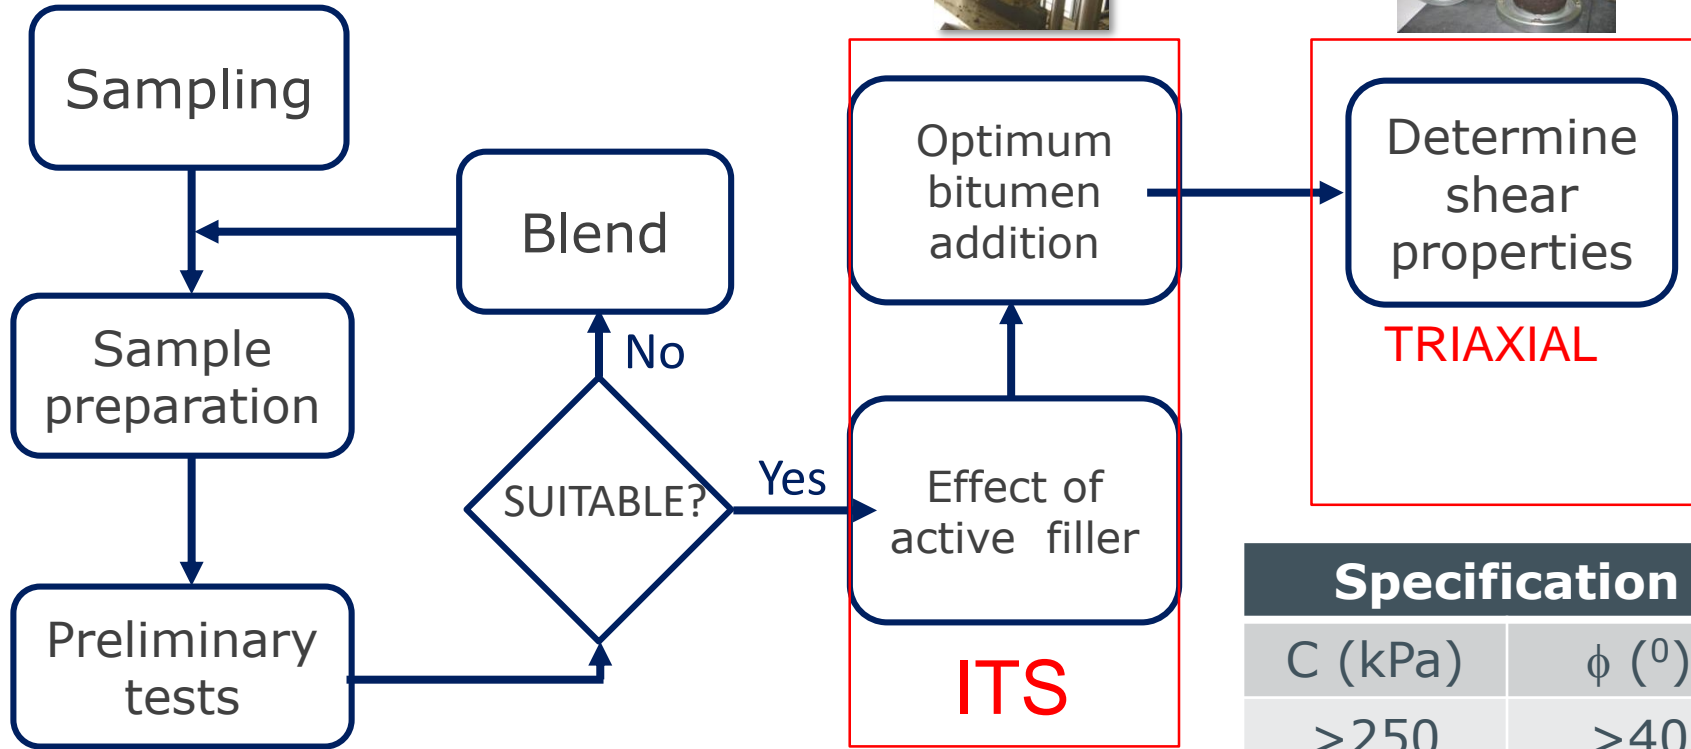 Sampling
Sample
preparation
Preliminary
tests
Blend
No
SUITABLE?
Yes
Optimum
bitumen
addition
Effect of
active filler
ITS
Determine
shear
properties
TRIAXIAL
Specification
C (kPa) ϕ (⁰)
>250 >40